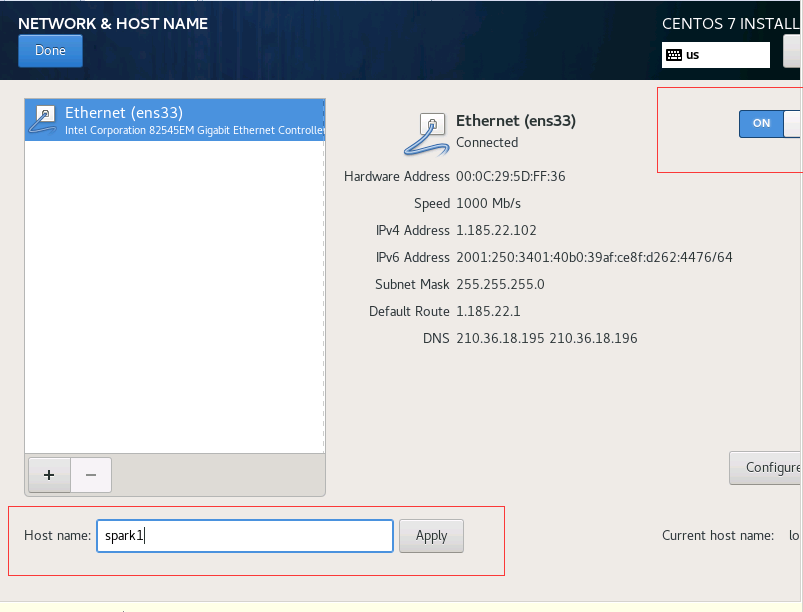 NETWORK & HOST NAME
CENTOS 7 INSTALL
Done
us
Ethernet (ens33)
Intel Corporation 82545EM Gigabit Ethernet Controller
Ethernet (ens33)
Connected
ON
Hardware Address 00:0C:29:5D:FF:36
Speed 1000 Mb/s
IPv4 Address 1.185.22.102
IPv6 Address 2001:250:3401:40b0:39af:ce8f:d262:4476/64
Subnet Mask 255.255.255.0
Default Route 1.185.22.1
DNS 210.36.18.195 210.36.18.196
+ −
Configure
Host name: spark1
Apply
Current host name: lo